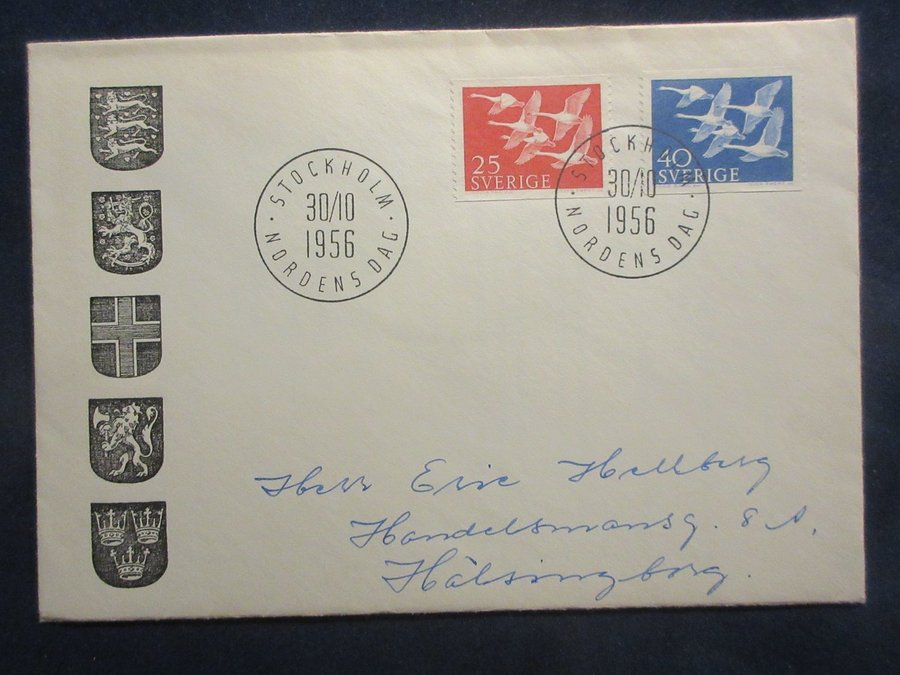 25
SVERIGE
40
SVERIGE
STOCKHOLM
30/10
1956
NORDENS DAG
STOCKHOLM
30/10
1956
NORDENS DAG
Herr Eric Hellberg
Handelsmansg. 8 A.
Hälsingborg.